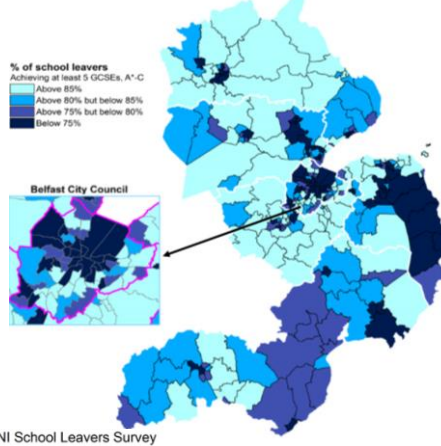 % of school leavers
Achieving at least 5 GCSEs, A*-C
Above 85%
Above 80% but below 85%
Above 75% but below 80%
Below 75%
Belfast City Council
NI School Leavers Survey